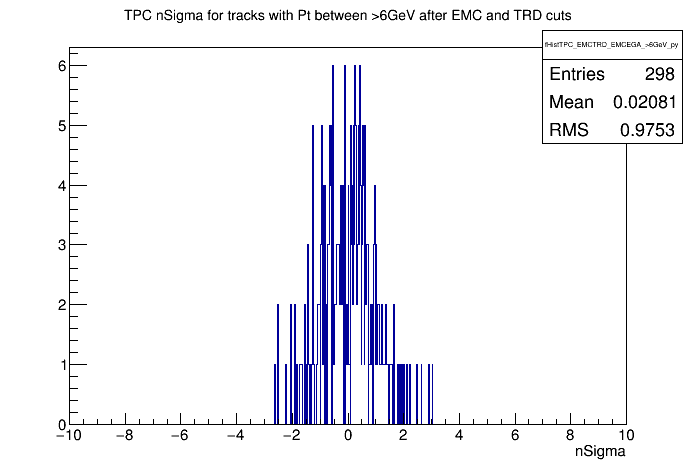 TPC nSigma for tracks with Pt between >6GeV after EMC and TRD cuts
fHistTPC_EMCTRD_EMCEGA_>6GeV_py
Entries 298
Mean 0.02081
RMS 0.9753
6
5
4
3
2
1
0
−10 −8 −6 −4 −2 0 2 4 6 8 10
nSigma